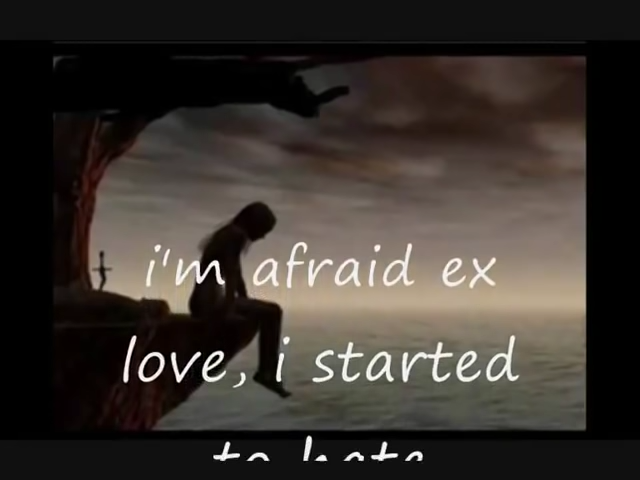 i'm afraid ex
love, i started
to hate